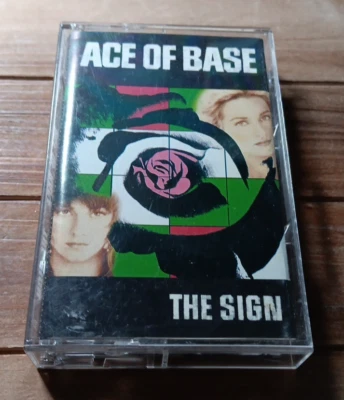 ACE OF BASE
THE SIGN